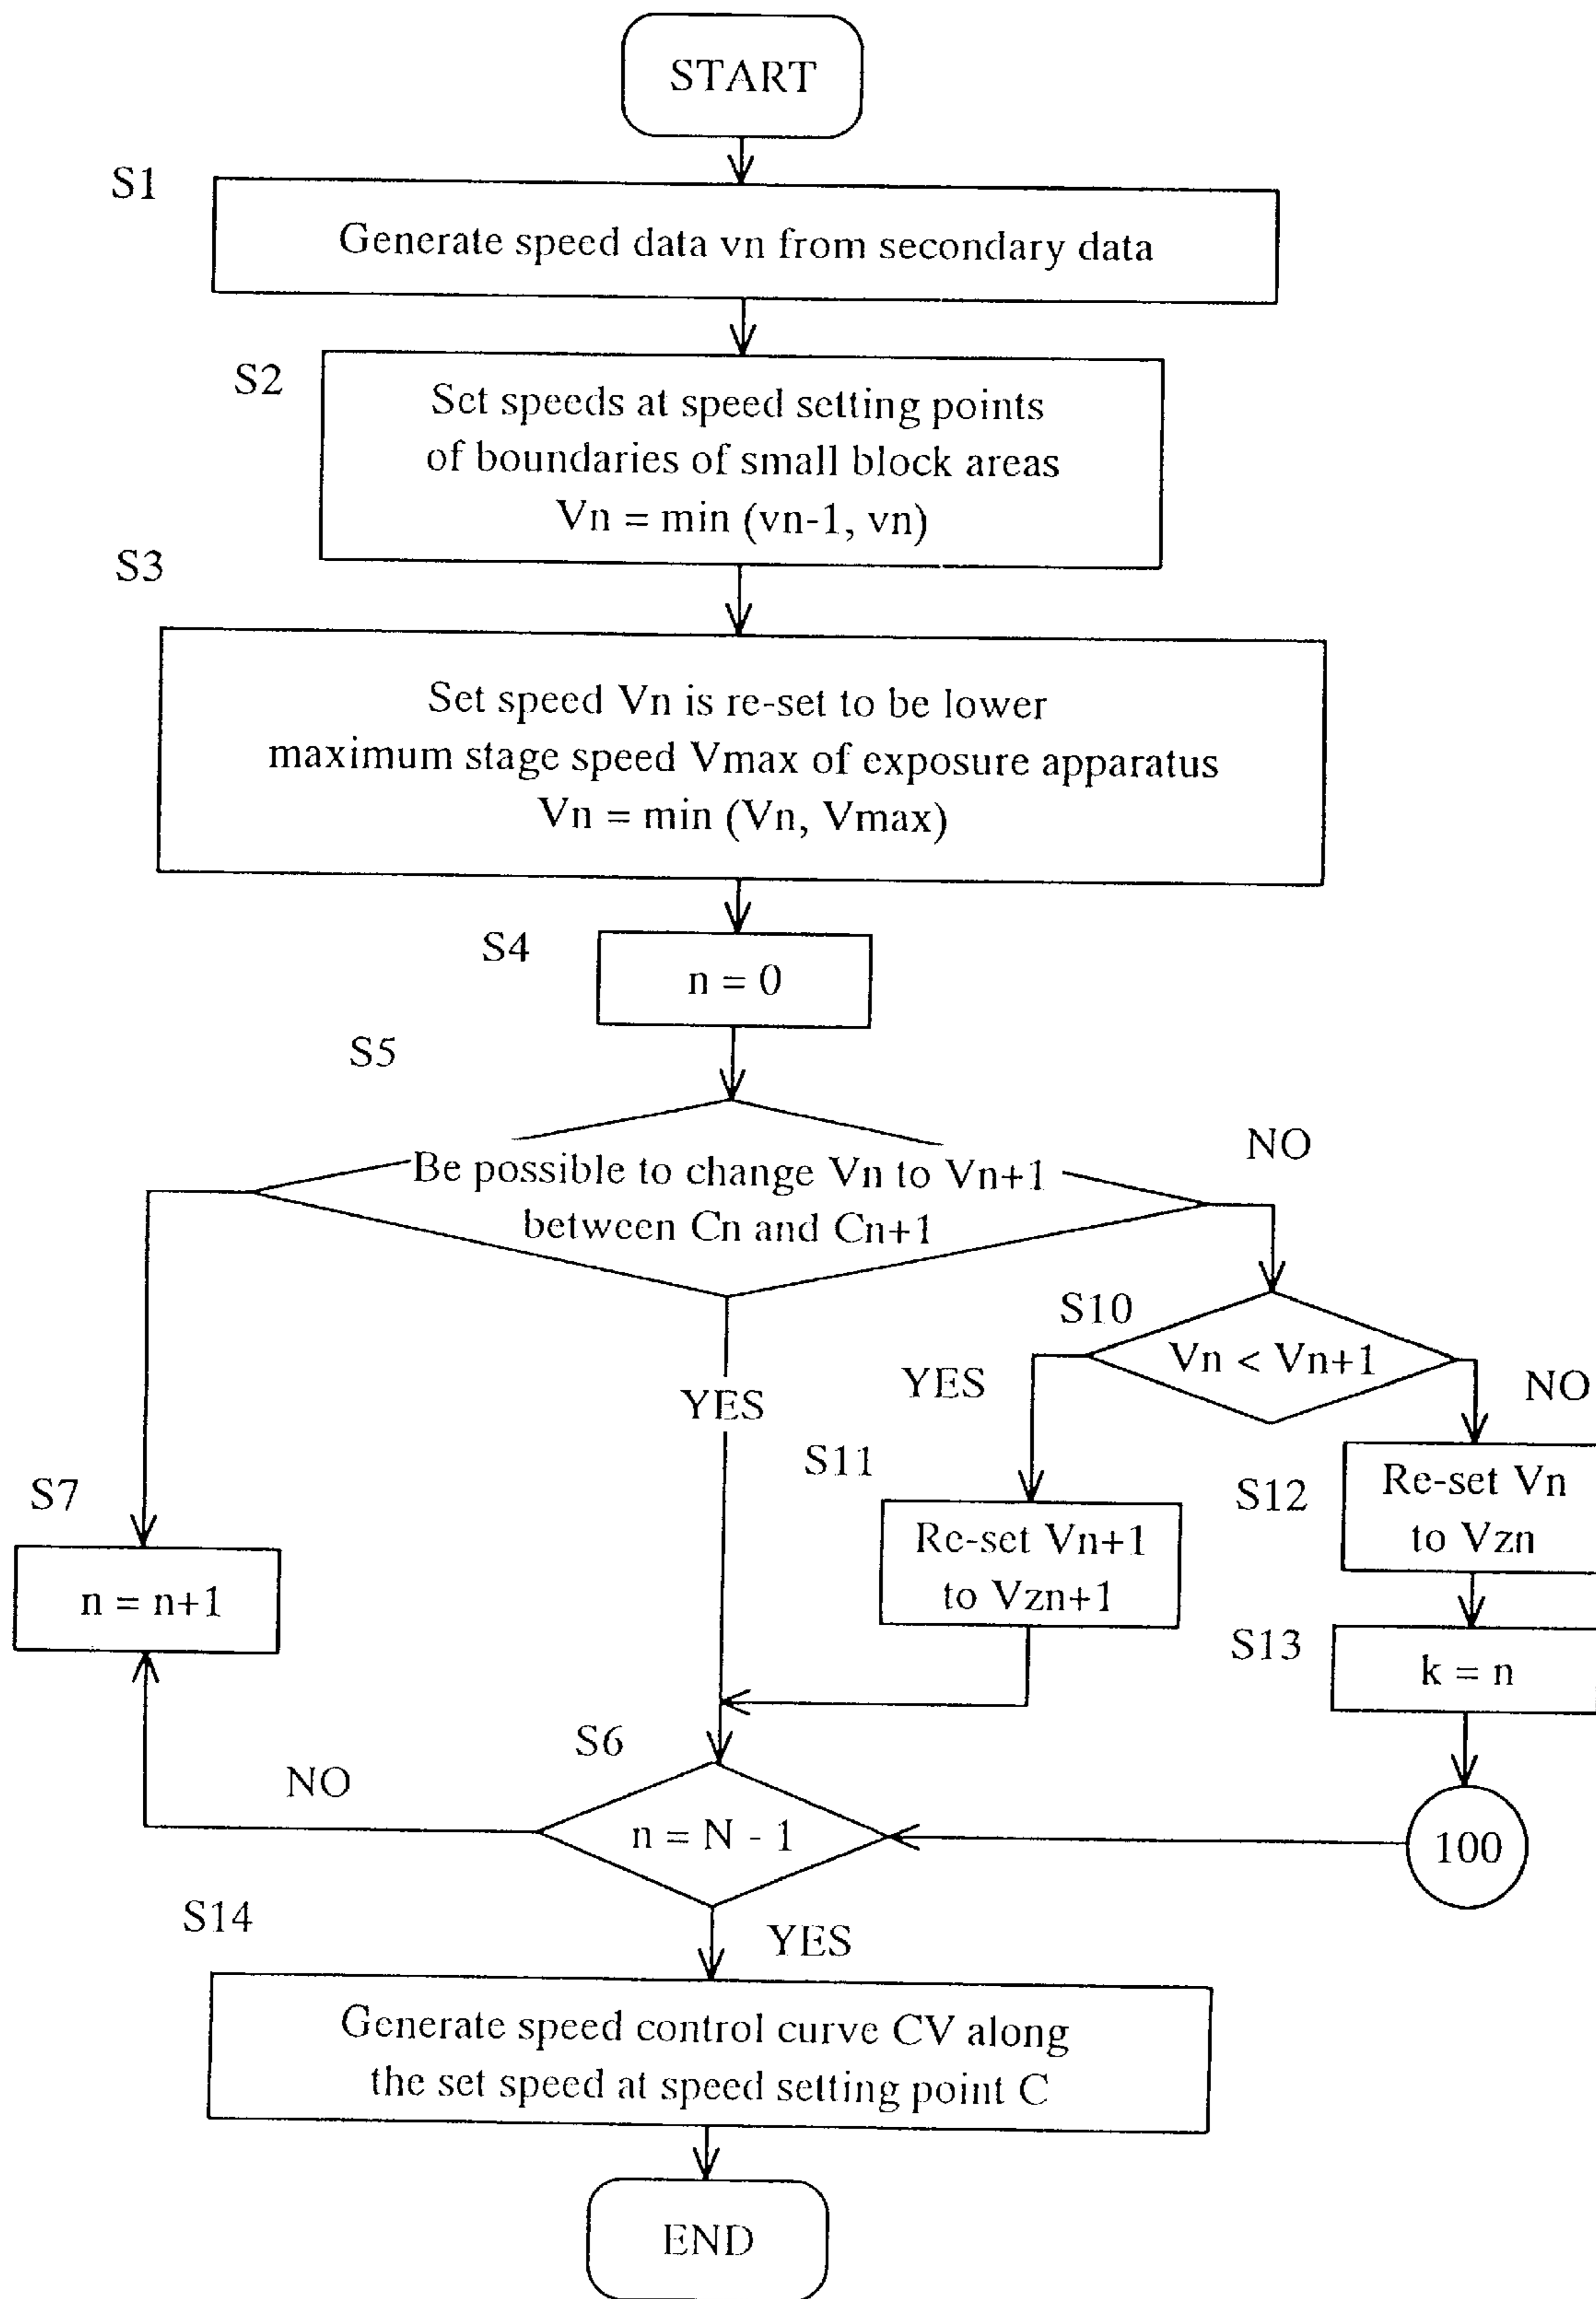 START
S1
Generate speed data vn from secondary data
S2
Set speeds at speed setting points
of boundaries of small block areas
Vn = min (vn-1, vn)
S3
Set speed Vn is re-set to be lower
maximum stage speed Vmax of exposure apparatus
Vn = min (Vn, Vmax)
S4
n = 0
S5
Be possible to change Vn to Vn+1
between Cn and Cn+1
NO
S10
Vn < Vn+1
YES
NO
YES
S11
Re-set Vn+1
to Vzn+1
S12
Re-set Vn
to Vzn
S7
n = n+1
S13
k = n
S6
NO
n = N - 1
100
S14
YES
Generate speed control curve CV along
the set speed at speed setting point C
END